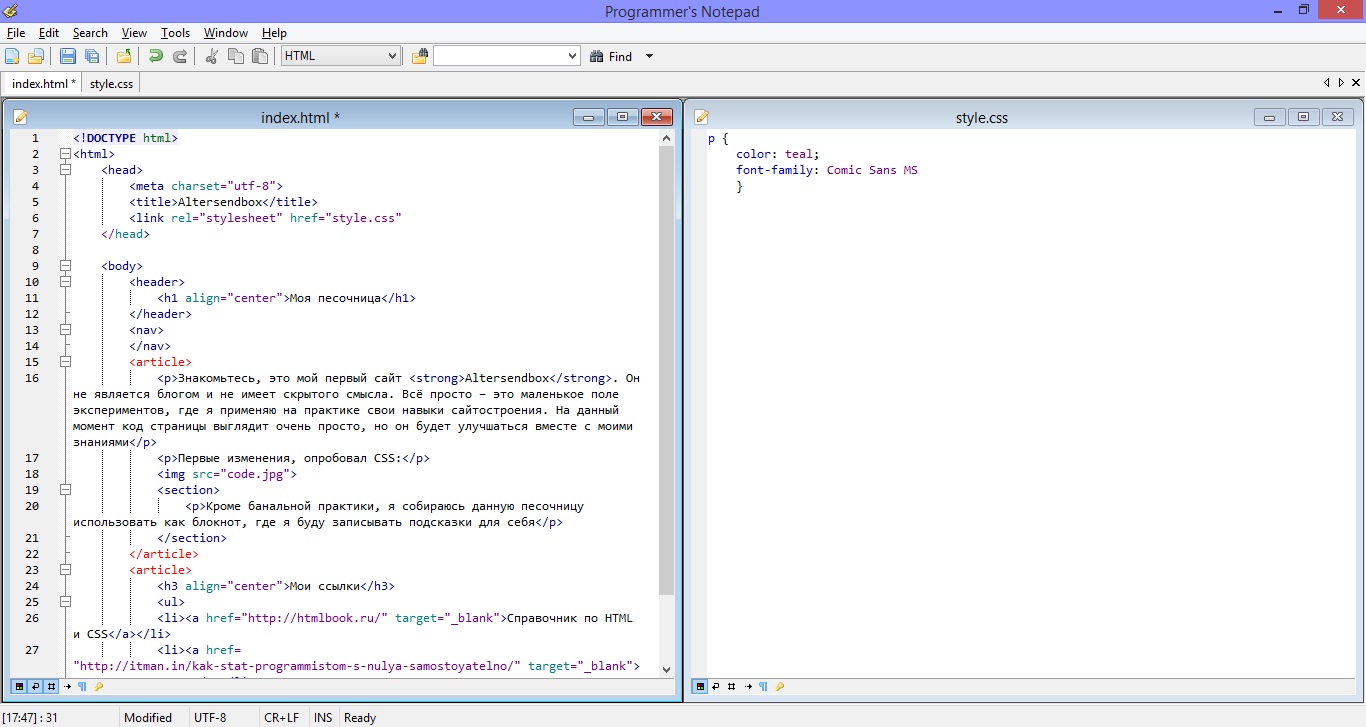 Programmer's Notepad
File Edit Search View Tools Window Help
HTML Find
index.html * style.css
index.html *
1 <!DOCTYPE html>
2 <html>
3 <head>
4 <meta charset="utf-8">
5 <title>Altersendbox</title>
6 <link rel="stylesheet" href="style.css"
7 </head>
8
9 <body>
10 <header>
11 <h1 align="center">Моя песочница</h1>
12 </header>
13 <nav>
14 </nav>
15 <article>
16 <p>Знакомьтесь, это мой первый сайт <strong>Altersendbox</strong>. Он
не является блогом и не имеет скрытого смысла. Всё просто – это маленькое поле
экспериментов, где я применяю на практике свои навыки сайтостроения. На данный
момент код страницы выглядит очень просто, но он будет улучшаться вместе с моими
знаниями</p>
17 <p>Первые изменения, опробовал CSS:</p>
18 <img src="code.jpg">
19 <section>
20 <p>Кроме банальной практики, я собираюсь данную песочницу
использовать как блокнот, где я буду записывать подсказки для себя</p>
21 </section>
22 </article>
23 <article>
24 <h3 align="center">Мои ссылки</h3>
25 <ul>
26 <li><a href="http://htmlbook.ru/" target="_blank">Справочник по HTML
и CSS</a></li>
27 <li><a href=
"http://itman.in/kak-stat-programmistom-s-nulya-samostoyatelno/" target="_blank">
style.css
p {
color: teal;
font-family: Comic Sans MS
}
[17:47] : 31 Modified UTF-8 CR+LF INS Ready